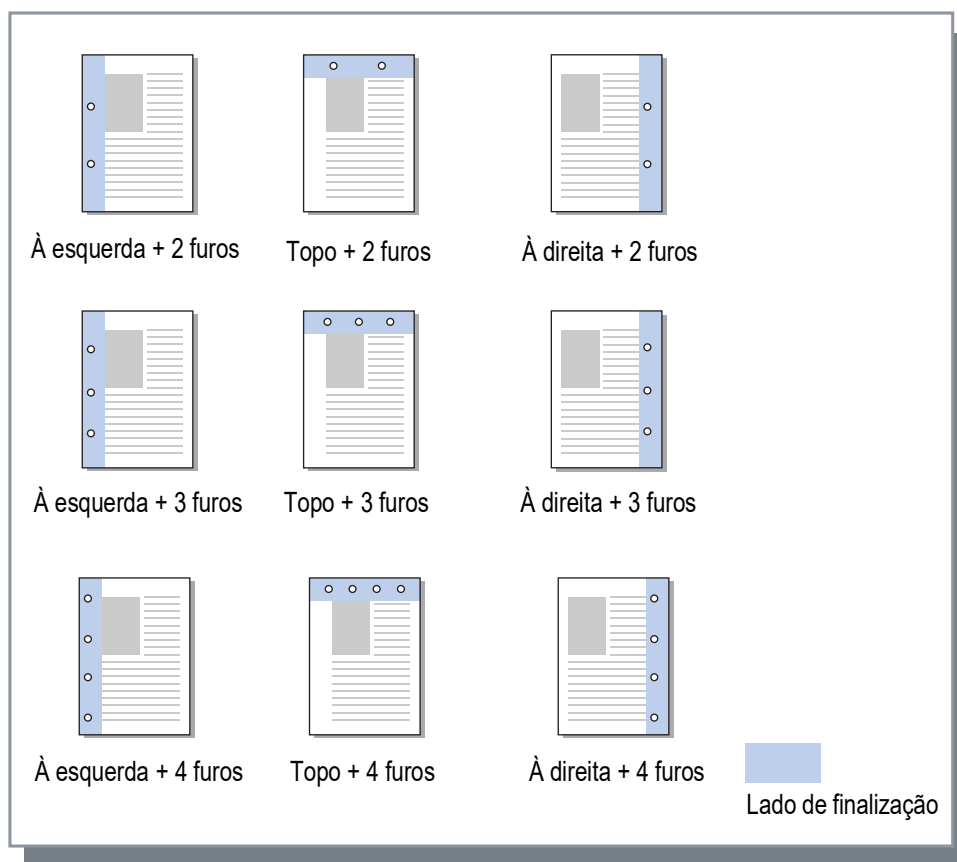 À esquerda + 2 furos
Topo + 2 furos
À direita + 2 furos
À esquerda + 3 furos
Topo + 3 furos
À direita + 3 furos
À esquerda + 4 furos
Topo + 4 furos
À direita + 4 furos
Lado de finalização